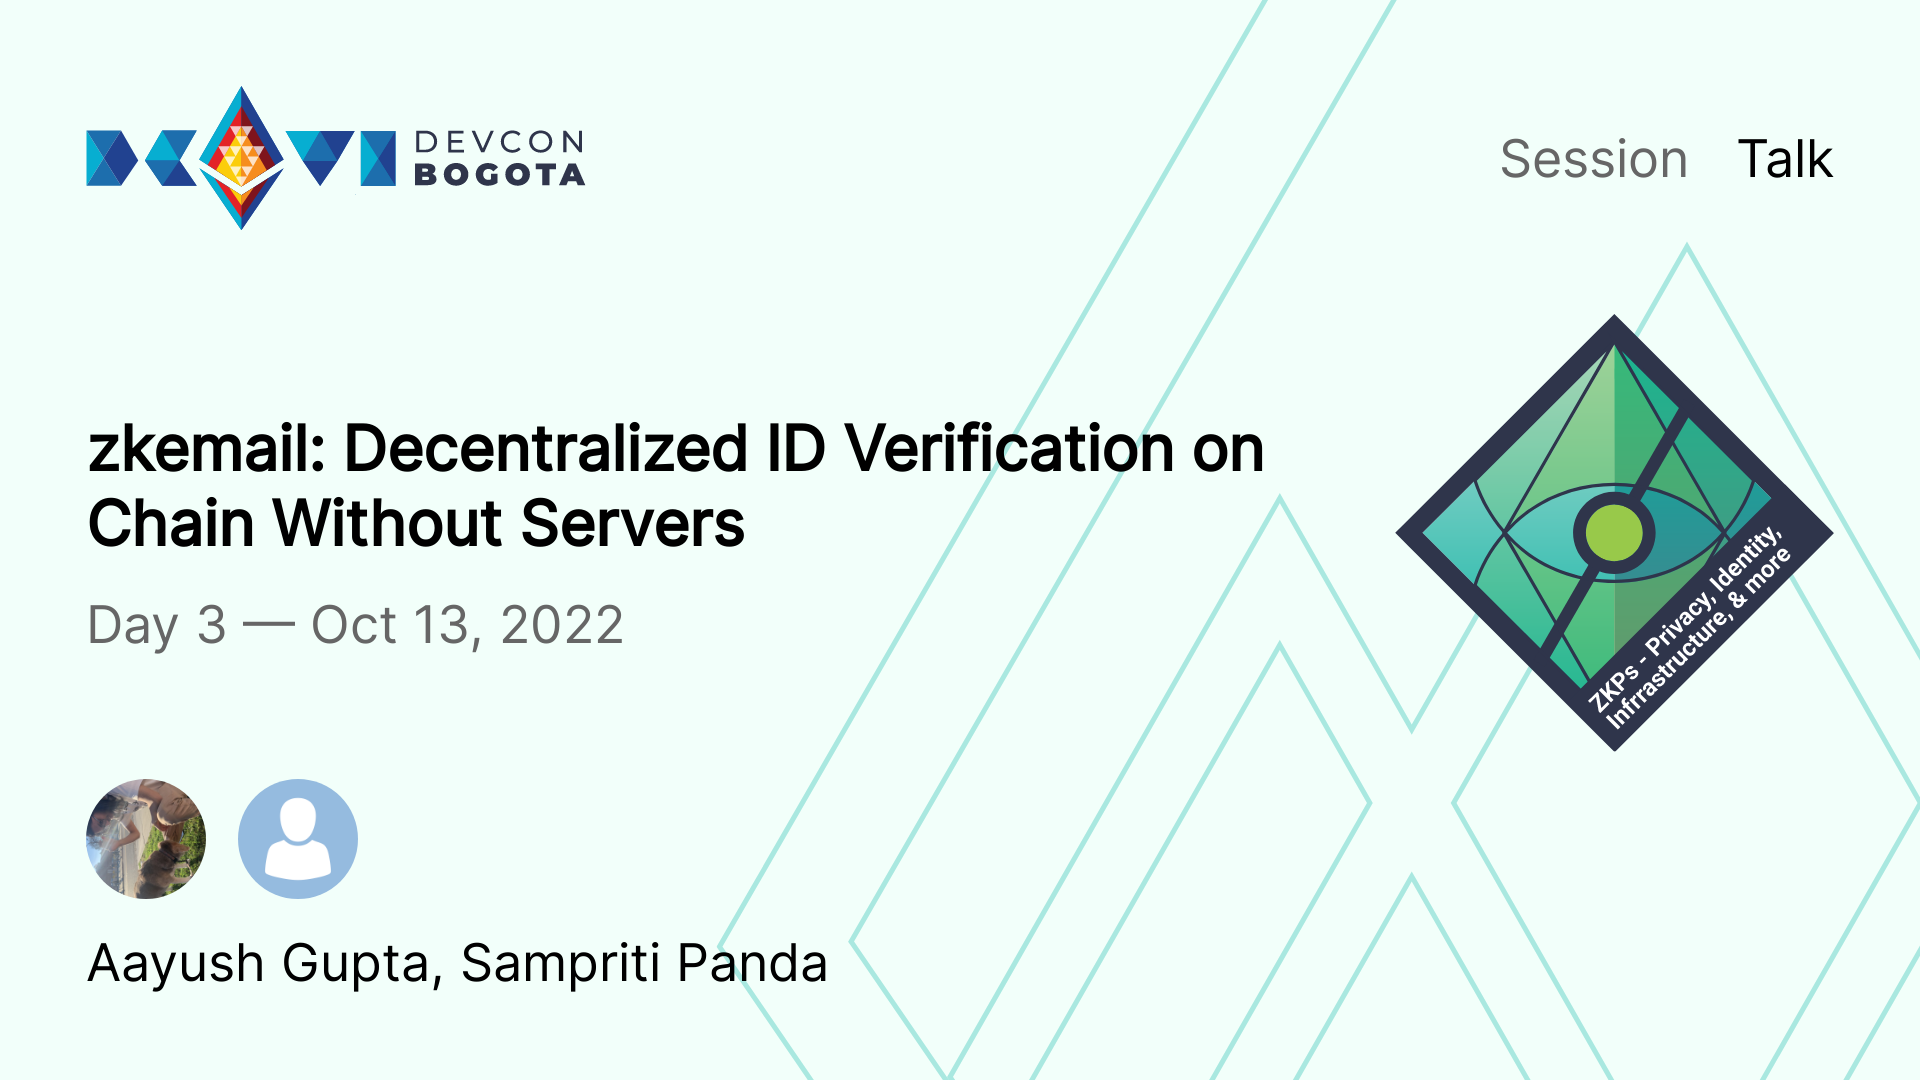 DEVCON
BOGOTA
Session Talk
zkemail: Decentralized ID Verification on
Chain Without Servers
Day 3 — Oct 13, 2022
ZKPs - Privacy, Identity,
Infrrastructure, & more
Aayush Gupta, Sampriti Panda